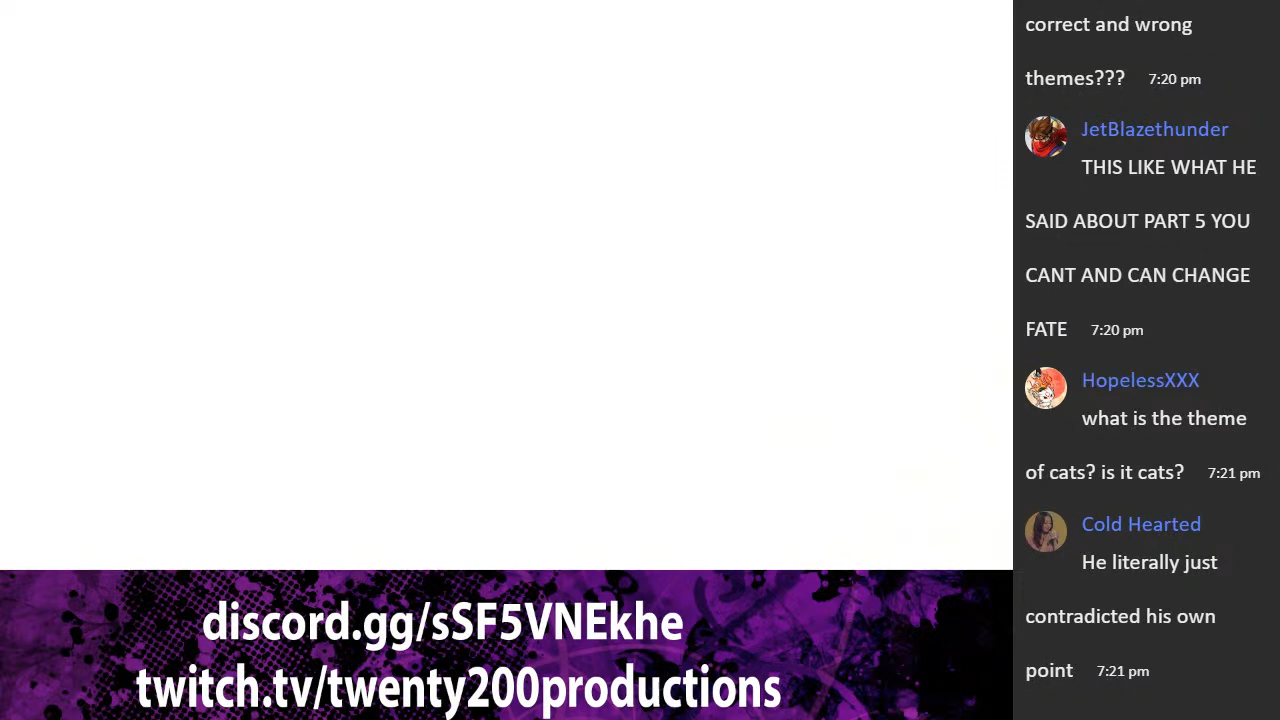 correct and wrong
themes??? 7:20 pm
JetBlazethunder
THIS LIKE WHAT HE
SAID ABOUT PART 5 YOU
CANT AND CAN CHANGE
FATE 7:20 pm
HopelessXXX
what is the theme
of cats? is it cats? 7:21 pm
Cold Hearted
He literally just
contradicted his own
point 7:21 pm
discord.gg/sSF5VNEkhe
twitch.tv/twenty200productions